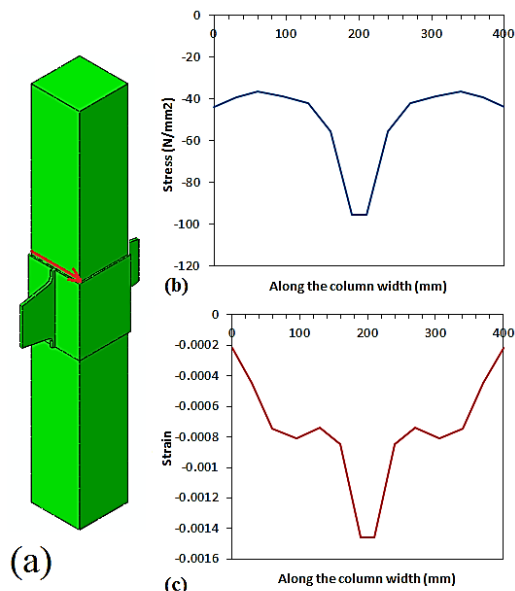 0
0 100 200 300 400
-20
-40
-60
-80
-100
-120
Stress (N/mm2)
(b)
Along the column width (mm)
0
0 100 200 300 400
-0.0002
-0.0004
-0.0006
-0.0008
-0.001
-0.0012
-0.0014
-0.0016
Strain
(a)
(c)
Along the column width (mm)